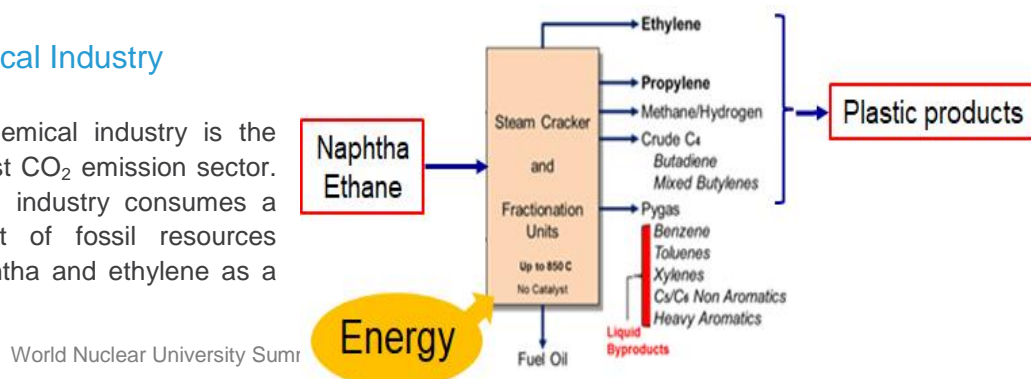 cal Industry
emical industry is the
st CO₂ emission sector.
industry consumes a
t of fossil resources
htha and ethylene as a
World Nuclear University Sum
Naphtha
Ethane
Energy
Steam Cracker
and
Fractionation
Units
Up to 850 C
No Catalyst
Fuel Oil
Ethylene
Propylene
Methane/Hydrogen
Crude C₄
Butadiene
Mixed Butylenes
Pygas
Benzene
Toluenes
Xylenes
C₅/C₆ Non Aromatics
Heavy Aromatics
Liquid
Byproducts
Plastic products